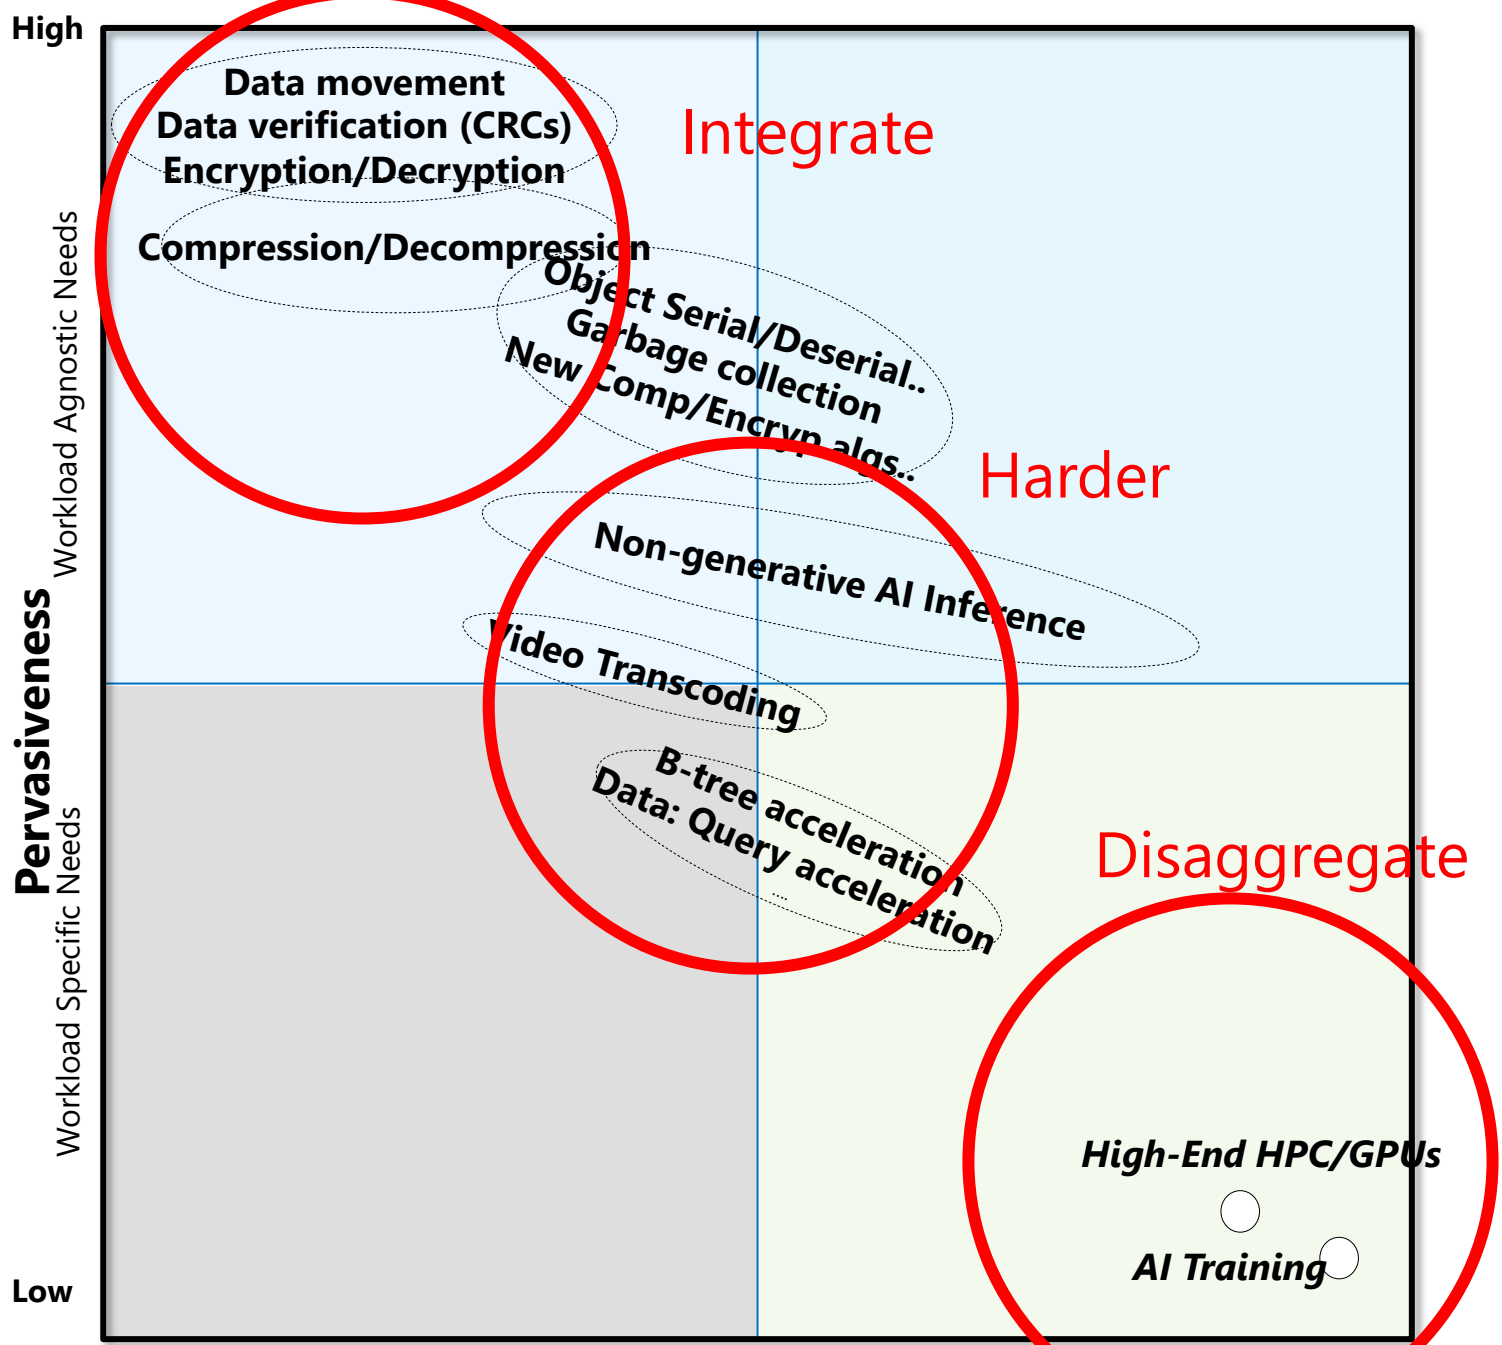 High
Data movement
Data verification (CRCs)
Encryption/Decryption
Integrate
Compression/Decompression
Object Serial/Deserial..
Garbage collection
New Comp/Encryp algs..
Workload Agnostic Needs
Harder
Non-generative AI Inference
Video Transcoding
Pervasiveness
B-tree acceleration
Data: Query acceleration
....
Workload Specific Needs
Disaggregate
High-End HPC/GPUs
AI Training
Low